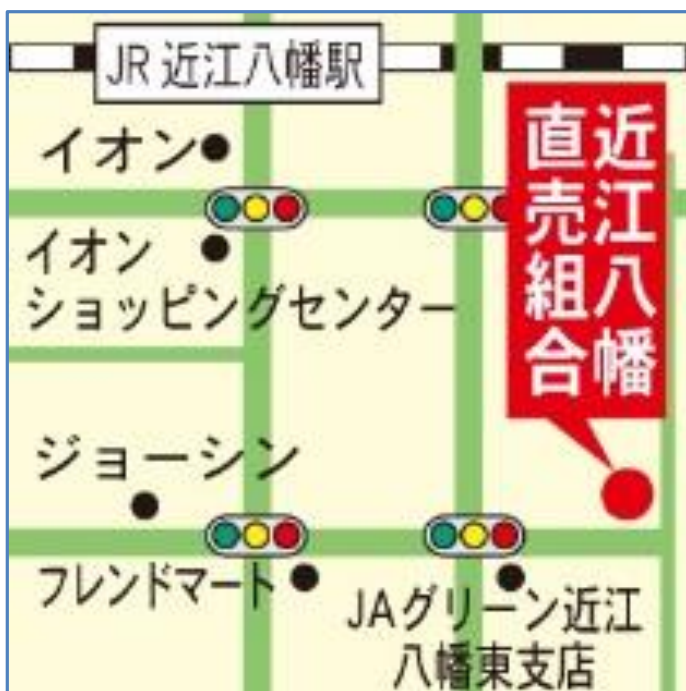 JR 近江八幡駅
イオン
近江八幡
直売組合
イオン
ショッピングセンター
ジョーシン
フレンドマート
JAグリーン近江
八幡東支店